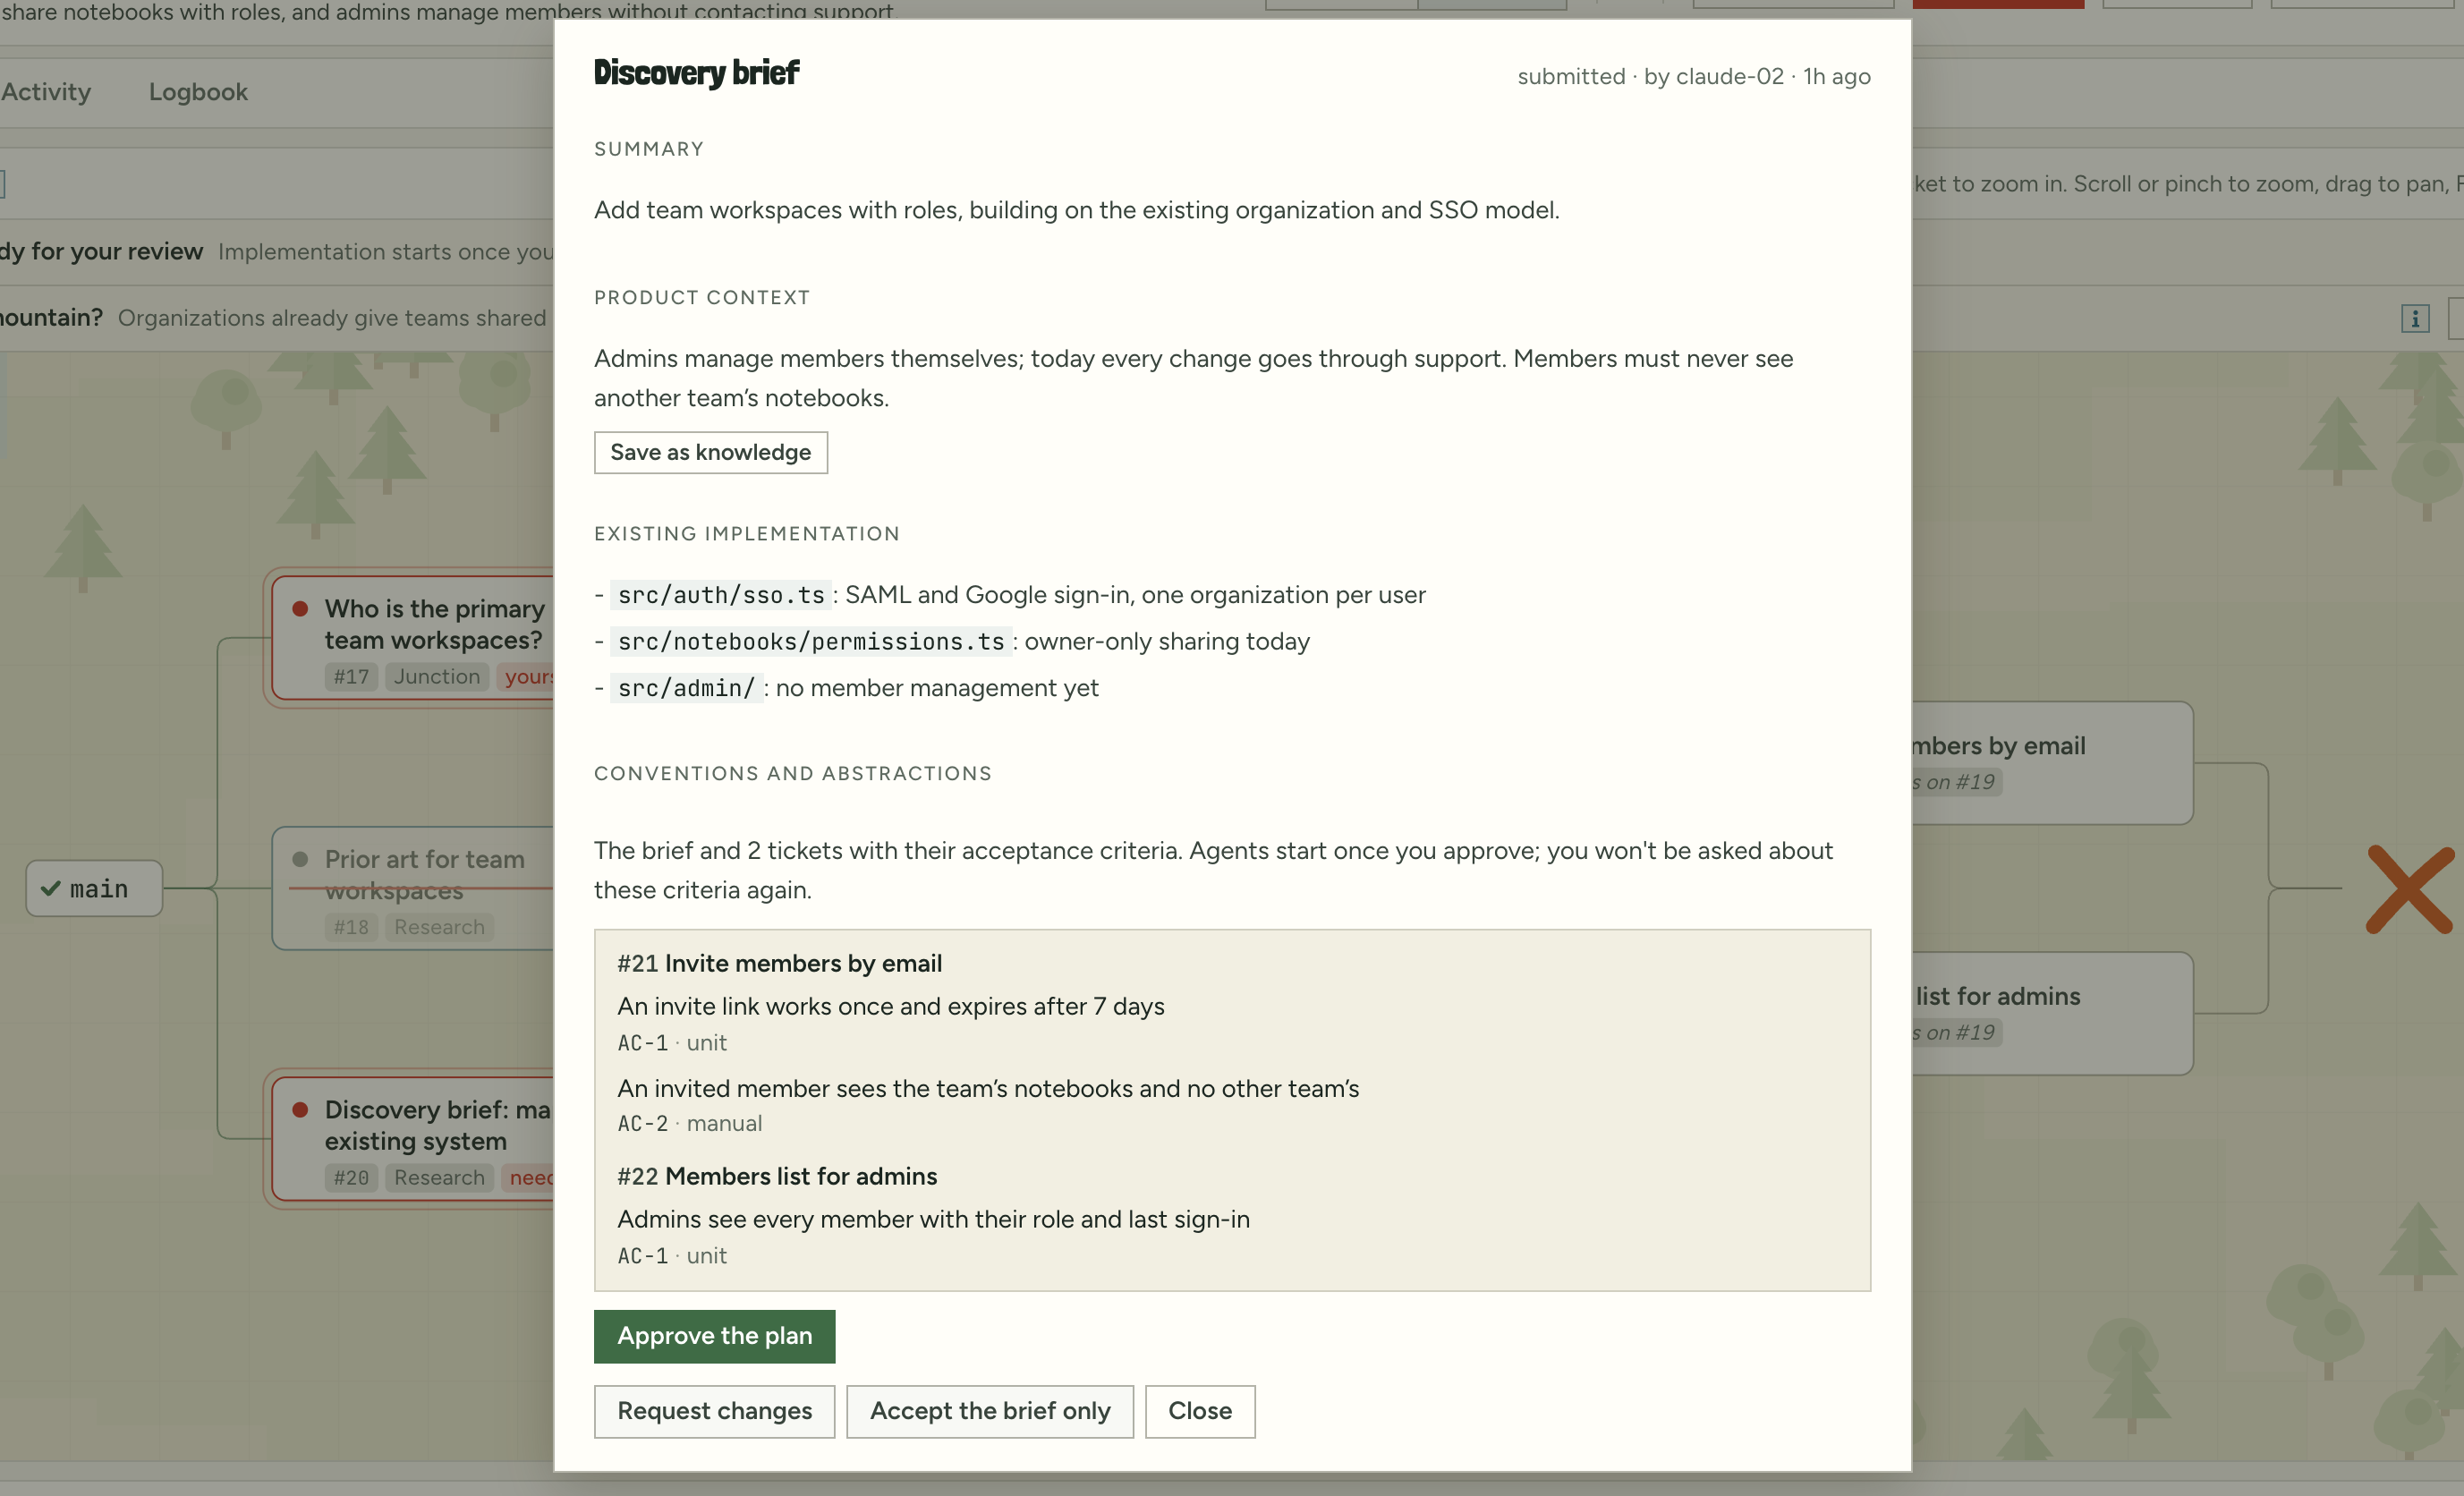 share notebooks with roles, and admins manage members without contacting support.
Activity Logbook
ket to zoom in. Scroll or pinch to zoom, drag to pan, F
dy for your review Implementation starts once you
nountain? Organizations already give teams shared
i
Who is the primary
team workspaces?
#17 Junction yours
Prior art for team
workspaces
#18 Research
main
Discovery brief: ma
existing system
#20 Research need
Discovery brief
submitted · by claude-02 · 1h ago
SUMMARY
Add team workspaces with roles, building on the existing organization and SSO model.
PRODUCT CONTEXT
Admins manage members themselves; today every change goes through support. Members must never see
another team’s notebooks.
Save as knowledge
EXISTING IMPLEMENTATION
- src/auth/sso.ts: SAML and Google sign-in, one organization per user
- src/notebooks/permissions.ts: owner-only sharing today
- src/admin/: no member management yet
CONVENTIONS AND ABSTRACTIONS
The brief and 2 tickets with their acceptance criteria. Agents start once you approve; you won't be asked about
these criteria again.
#21 Invite members by email
An invite link works once and expires after 7 days
AC-1 · unit
An invited member sees the team’s notebooks and no other team’s
AC-2 · manual
#22 Members list for admins
Admins see every member with their role and last sign-in
AC-1 · unit
Approve the plan
Request changes Accept the brief only Close
mbers by email
s on #19
list for admins
s on #19